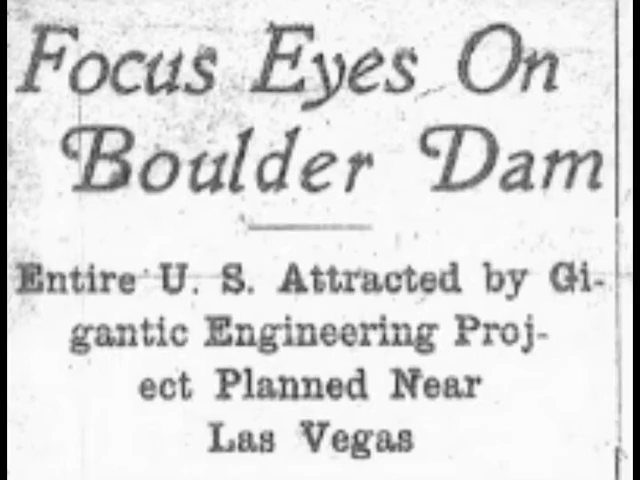 Focus Eyes On
Boulder Dam
Entire U. S. Attracted by Gi-
gantic Engineering Proj-
ect Planned Near
Las Vegas